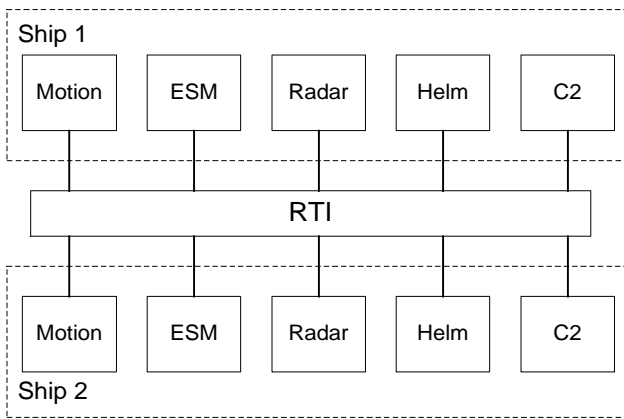 Ship 1
Motion ESM Radar Helm C2
RTI
Motion ESM Radar Helm C2
Ship 2